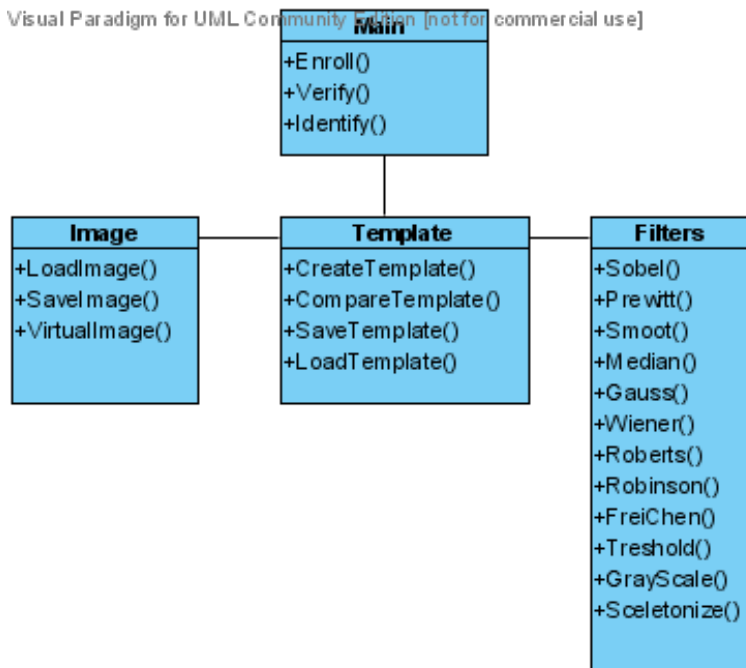 Visual Paradigm for UML Community Edition [not for commercial use]
Main
+Enroll()
+Verify()
+Identify()
Image
+LoadImage()
+SaveImage()
+VirtualImage()
Template
+CreateTemplate()
+CompareTemplate()
+SaveTemplate()
+LoadTemplate()
Filters
+Sobel()
+Prewitt()
+Smoot()
+Median()
+Gauss()
+Wiener()
+Roberts()
+Robinson()
+FreiChen()
+Treshold()
+GrayScale()
+Sceletonize()